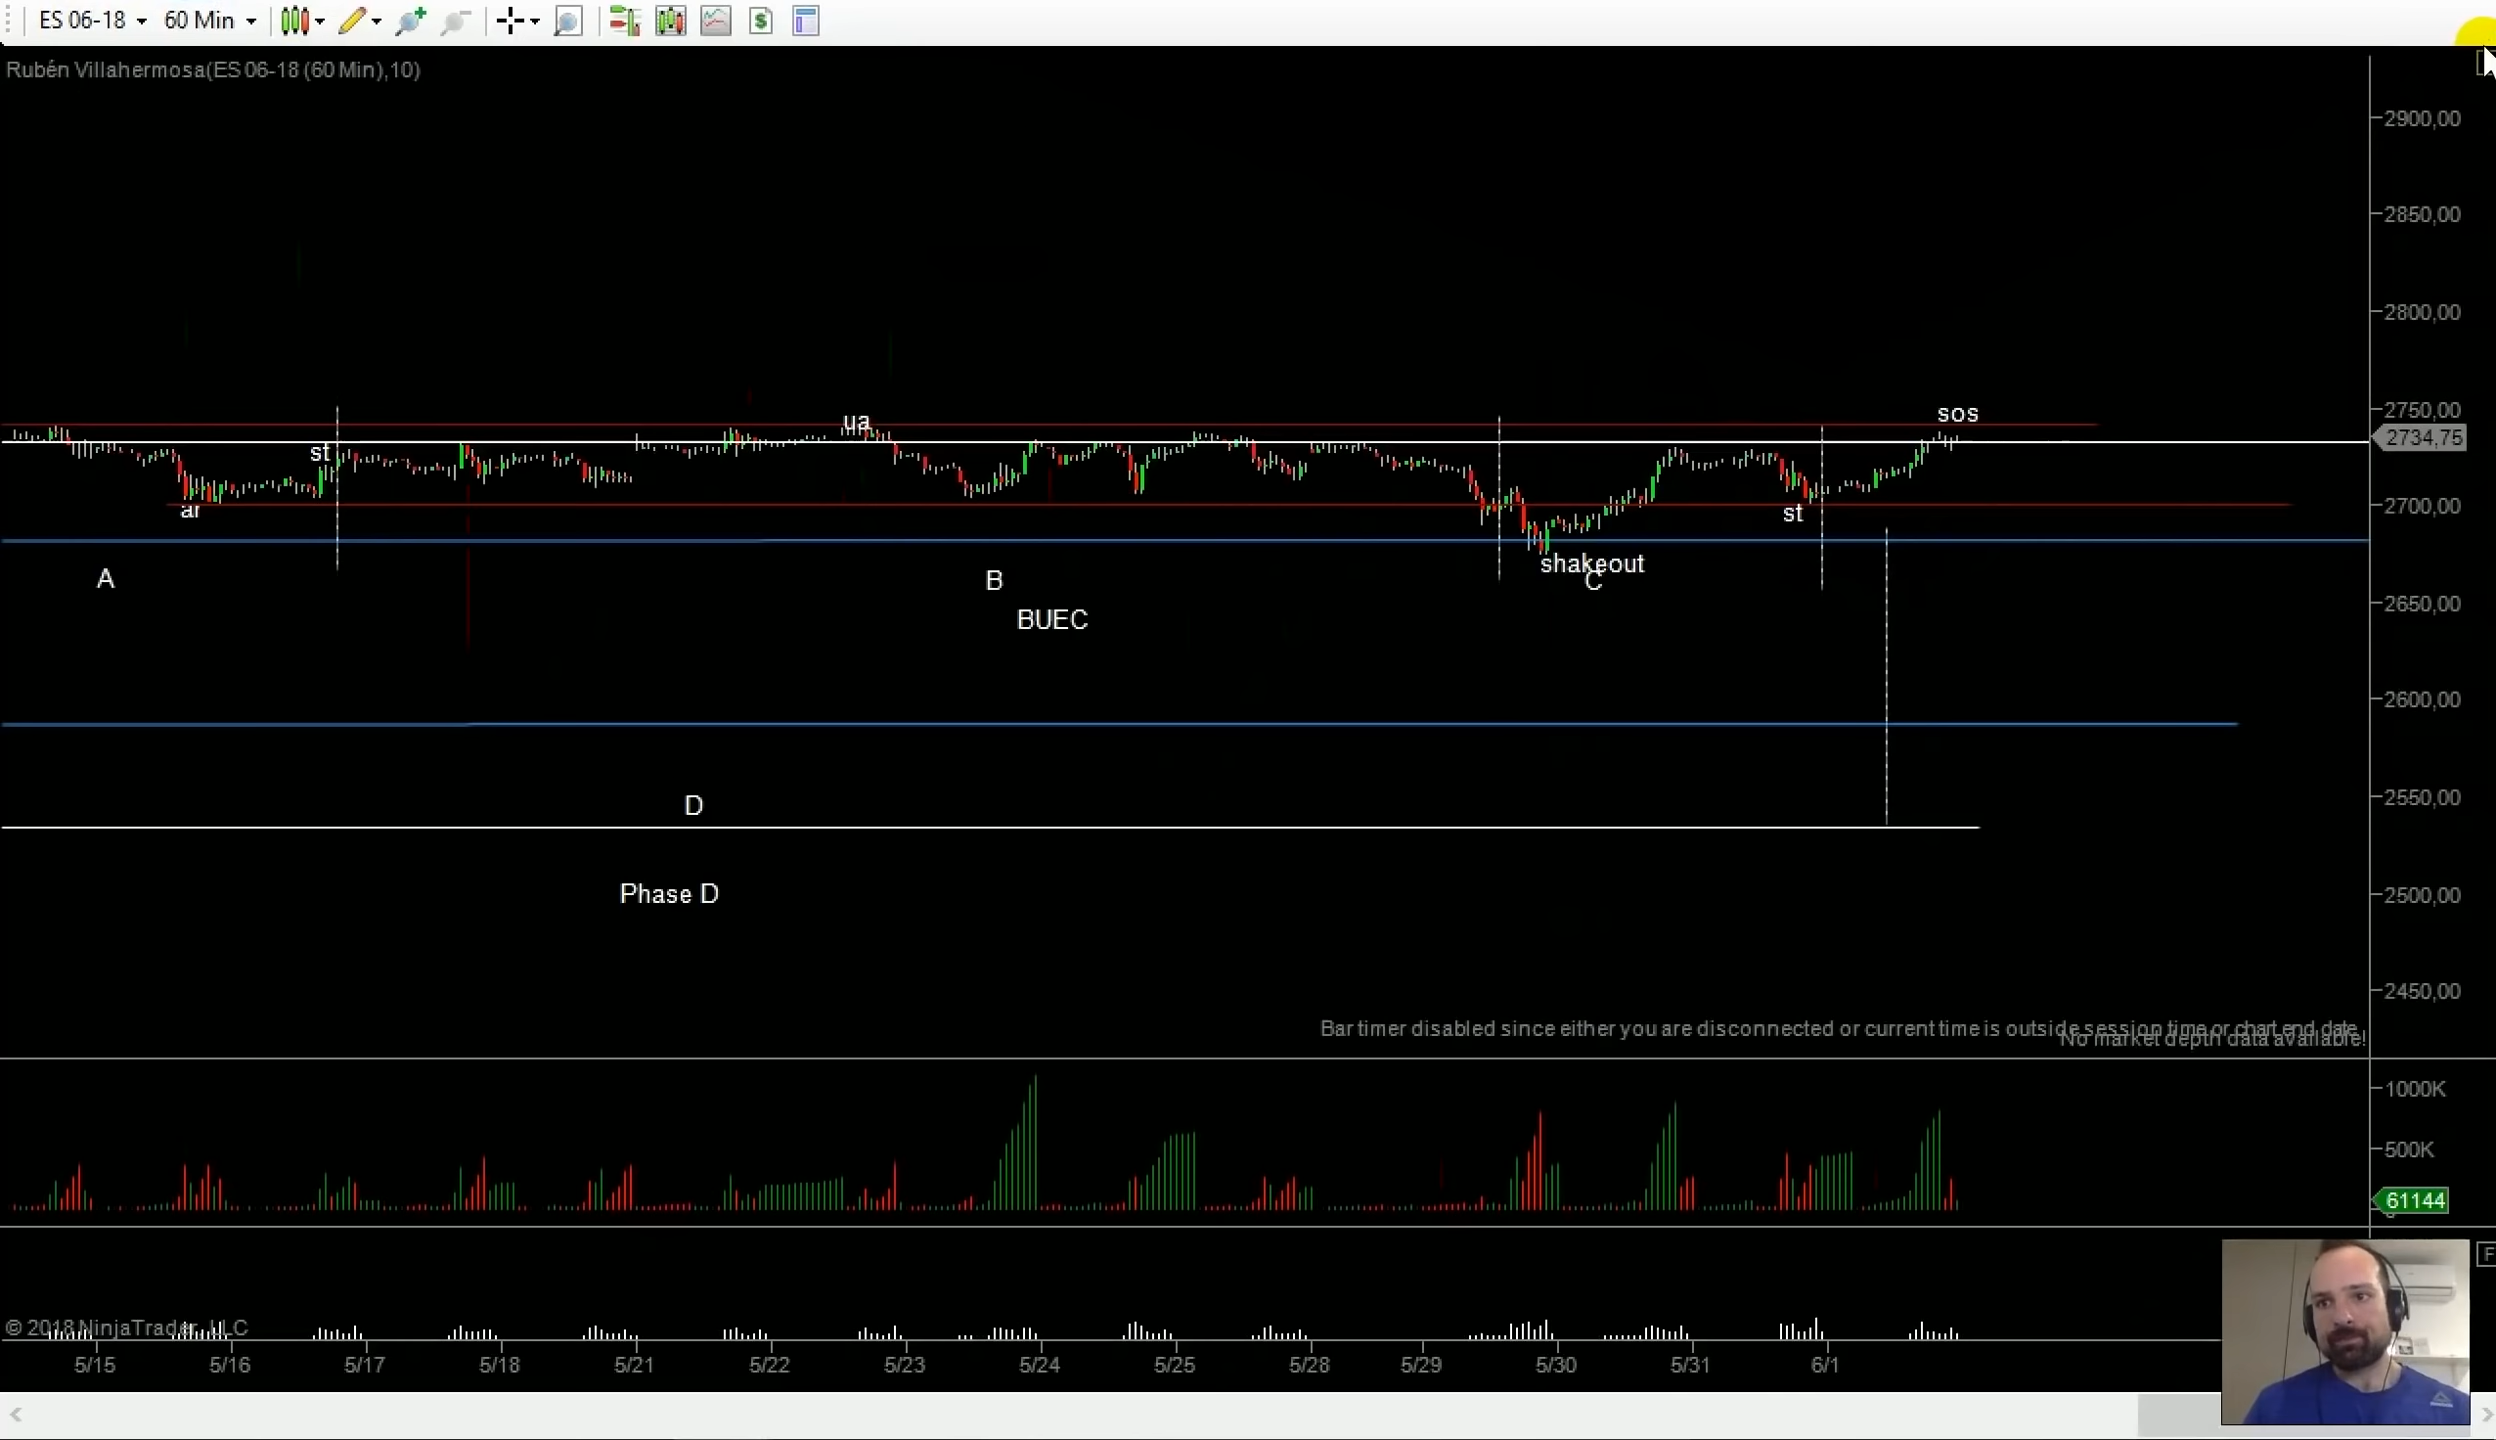 ES 06-18 60 Min
Rubén Villahermosa(ES 06-18 (60 Min),10)
2900,00
2850,00
2800,00
2750,00
2734,75
2700,00
2650,00
2600,00
2550,00
2500,00
2450,00
sos
ua
st
ar
st
shakeout
A
B
C
BUEC
D
Phase D
Bar timer disabled since either you are disconnected or current time is outside session time or chart end date
No market depth data available!
1000K
500K
61144
F
© 2018 NinjaTrader, LLC
5/15 5/16 5/17 5/18 5/21 5/22 5/23 5/24 5/25 5/28 5/29 5/30 5/31 6/1